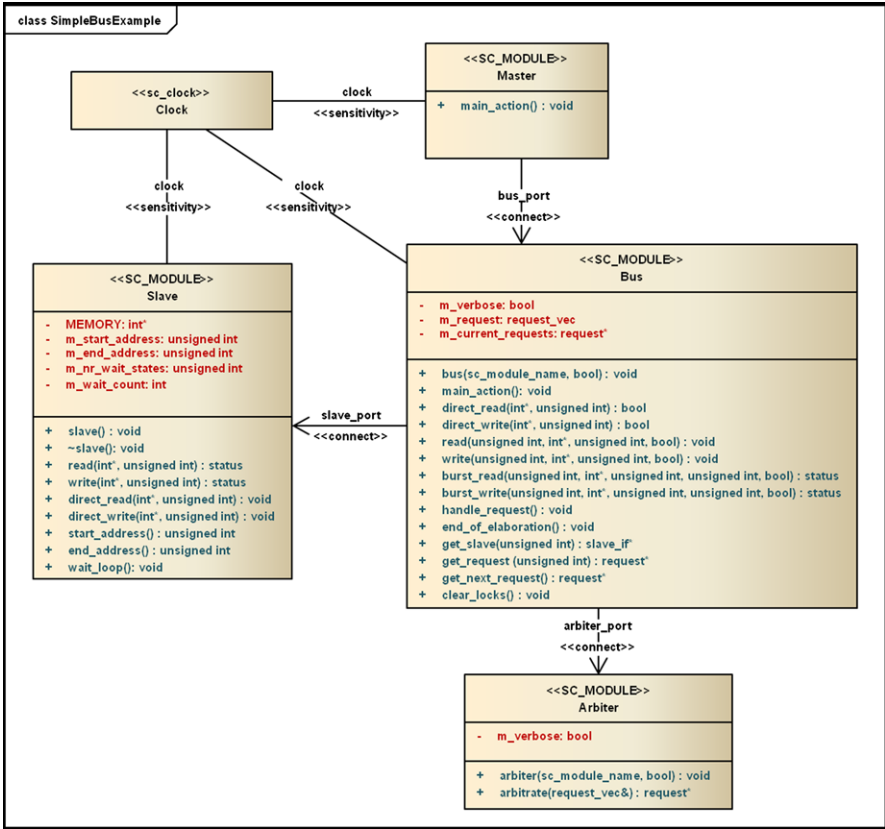 class SimpleBusExample
<<SC_MODULE>>
Master
+ main_action() : void
<<sc_clock>>
Clock
clock
<<sensitivity>>
clock
<<sensitivity>>
clock
<<sensitivity>>
bus_port
<<connect>>
<<SC_MODULE>>
Slave
- MEMORY: int*
- m_start_address: unsigned int
- m_end_address: unsigned int
- m_nr_wait_states: unsigned int
- m_wait_count: int
+ slave() : void
+ ~slave(): void
+ read(int*, unsigned int) : status
+ write(int*, unsigned int) : status
+ direct_read(int*, unsigned int) : void
+ direct_write(int*, unsigned int) : void
+ start_address() : unsigned int
+ end_address() : unsigned int
+ wait_loop(): void
slave_port
<<connect>>
<<SC_MODULE>>
Bus
- m_verbose: bool
- m_request: request_vec
- m_current_requests: request*
+ bus(sc_module_name, bool) : void
+ main_action(): void
+ direct_read(int*, unsigned int) : bool
+ direct_write(int*, unsigned int) : bool
+ read(unsigned int, int*, unsigned int, bool) : void
+ write(unsigned int, int*, unsigned int, bool) : void
+ burst_read(unsigned int, int*, unsigned int, unsigned int, bool) : status
+ burst_write(unsigned int, int*, unsigned int, unsigned int, bool) : status
+ handle_request() : void
+ end_of_elaboration() : void
+ get_slave(unsigned int) : slave_if*
+ get_request (unsigned int) : request*
+ get_next_request() : request*
+ clear_locks() : void
arbiter_port
<<connect>>
<<SC_MODULE>>
Arbiter
- m_verbose: bool
+ arbiter(sc_module_name, bool) : void
+ arbitrate(request_vec&) : request*